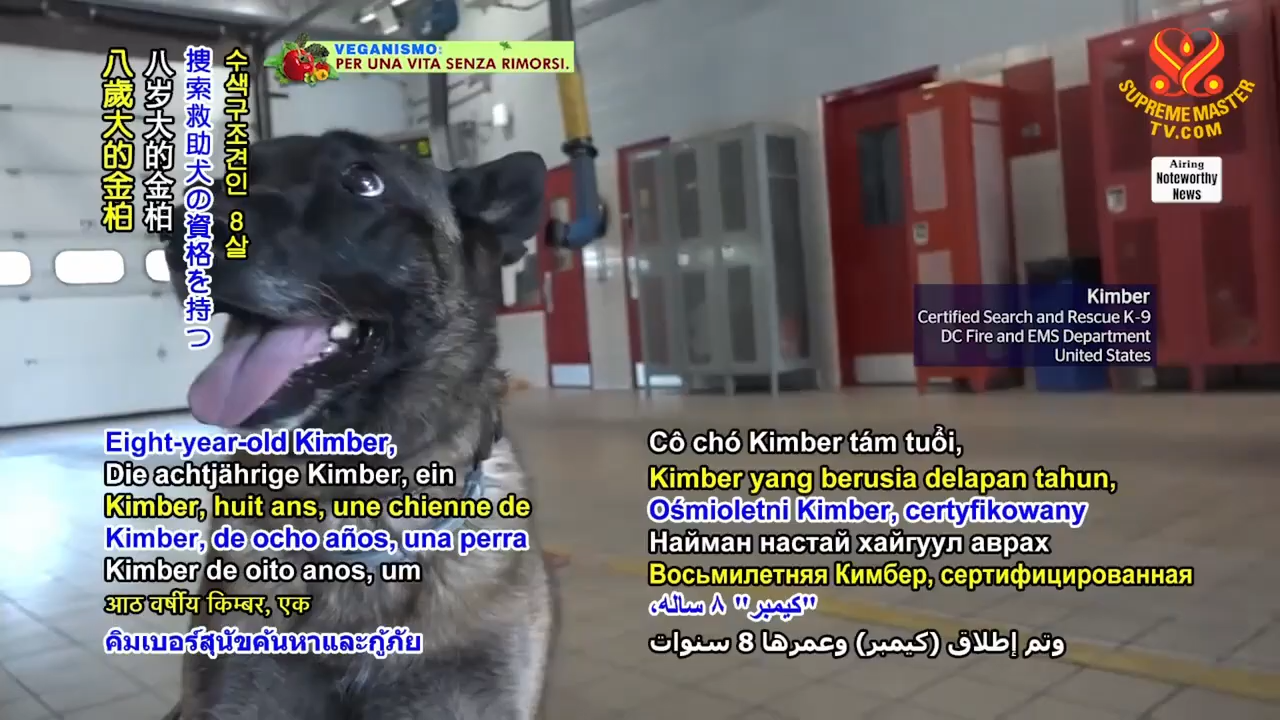 八歲大的金柏
八岁大的金柏
捜索救助犬の資格を持つ
수색구조견인 8살
VEGANISMO:
PER UNA VITA SENZA RIMORSI.
SUPREME MASTER
TV.COM
Airing
Noteworthy
News
Kimber
Certified Search and Rescue K-9
DC Fire and EMS Department
United States
Eight-year-old Kimber,
Die achtjährige Kimber, ein
Kimber, huit ans, une chienne de
Kimber, de ocho años, una perra
Kimber de oito anos, um
आठ वर्षीय किम्बर, एक
คิมเบอร์สุนัขค้นหาและกู้ภัย
Cô chó Kimber tám tuổi,
Kimber yang berusia delapan tahun,
Ośmioletni Kimber, certyfikowany
Найман настай хайгуул аврах
Восьмилетняя Кимбер, сертифицированная
"کیمبر" ۸ ساله،
وتم إطلاق (كيمبر) وعمرها 8 سنوات